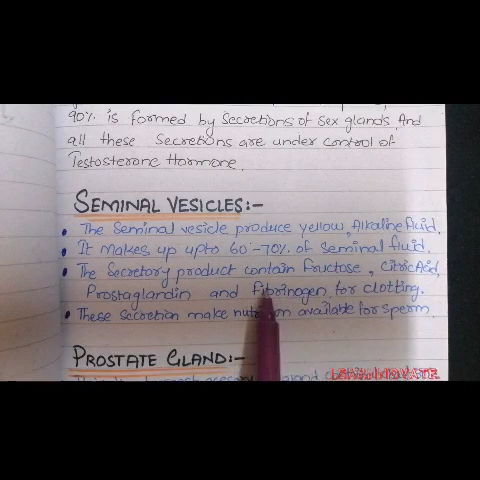 90% is formed by Secretions of Sex glands. And
all these Secretions are under control of
Testosterone Hormone.
SEMINAL VESICLES:-
• The Seminal vesicle produce yellow, Alkaline fluid.
• It Makes up upto 60-70% of Seminal fluid.
• The Secretory product contain Fructose, Citric Acid,
Prostaglandin and Fibrinogen for clotting.
• These Secretion make available for Sperm
PROSTATE GLAND:-